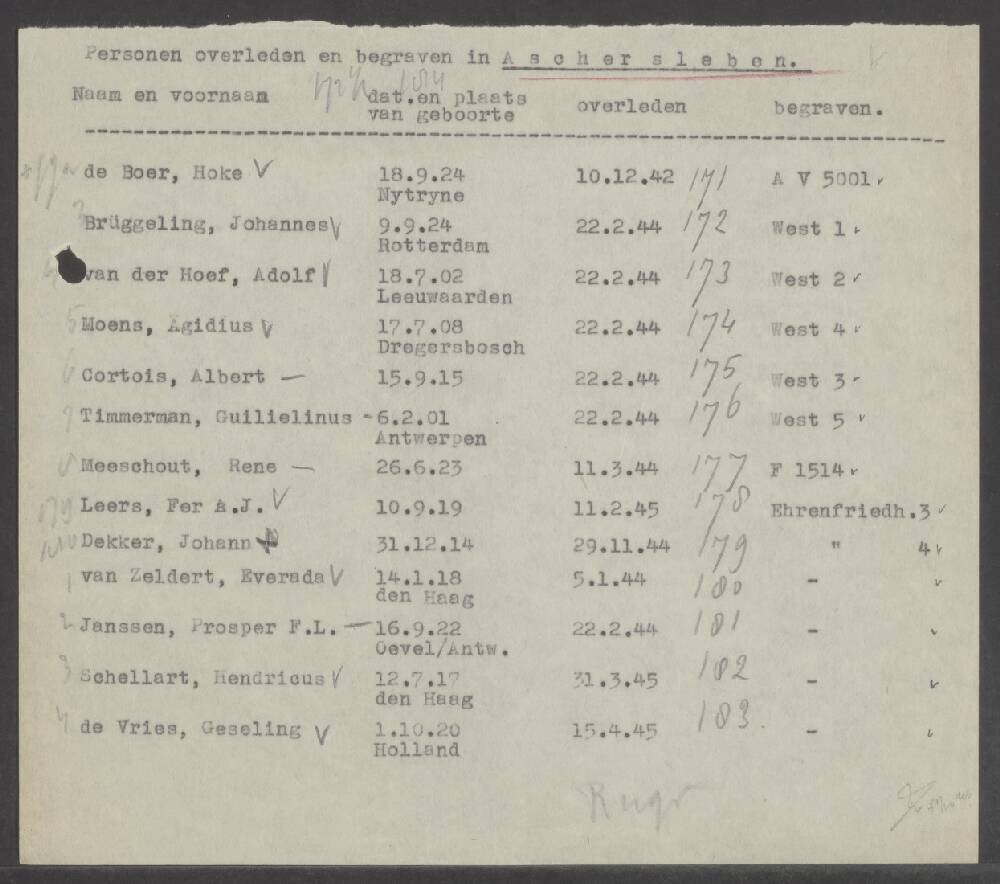 Personen overleden en begraven in A s c h e r s l e b e n.
Naam en voornaam dat.en plaats van geboorte overleden begraven.
de Boer, Hoke V 18.9.24 10.12.42 171 A V 5001
Nytryne
Brüggeling, Johannes V 9.9.24 22.2.44 172 West 1
Rotterdam
van der Hoef, Adolf V 18.7.02 22.2.44 173 West 2
Leeuwaarden
5 Moens, Ägidius V 17.7.08 22.2.44 174 West 4
Dregersbosch
6 Cortois, Albert — 15.9.15 22.2.44 175 West 3
Timmerman, Guilielinus - 6.2.01 22.2.44 176 West 5
Antwerpen
Meeschout, Rene — 26.6.23 11.3.44 177 F 1514
Leers, Fer A.J. V 10.9.19 11.2.45 178 Ehrenfriedh.3
Dekker, Johann 31.12.14 29.11.44 179 " 4
1 van Zeldert, Everada V 14.1.18 5.1.44 180 -
den Haag
2 Janssen, Prosper F.L. — 16.9.22 22.2.44 181 -
Oevel/Antw.
3 Schellart, Hendricus V 12.7.17 31.3.45 182 -
den Haag
4 de Vries, Geseling V 1.10.20 15.4.45 183. -
Holland